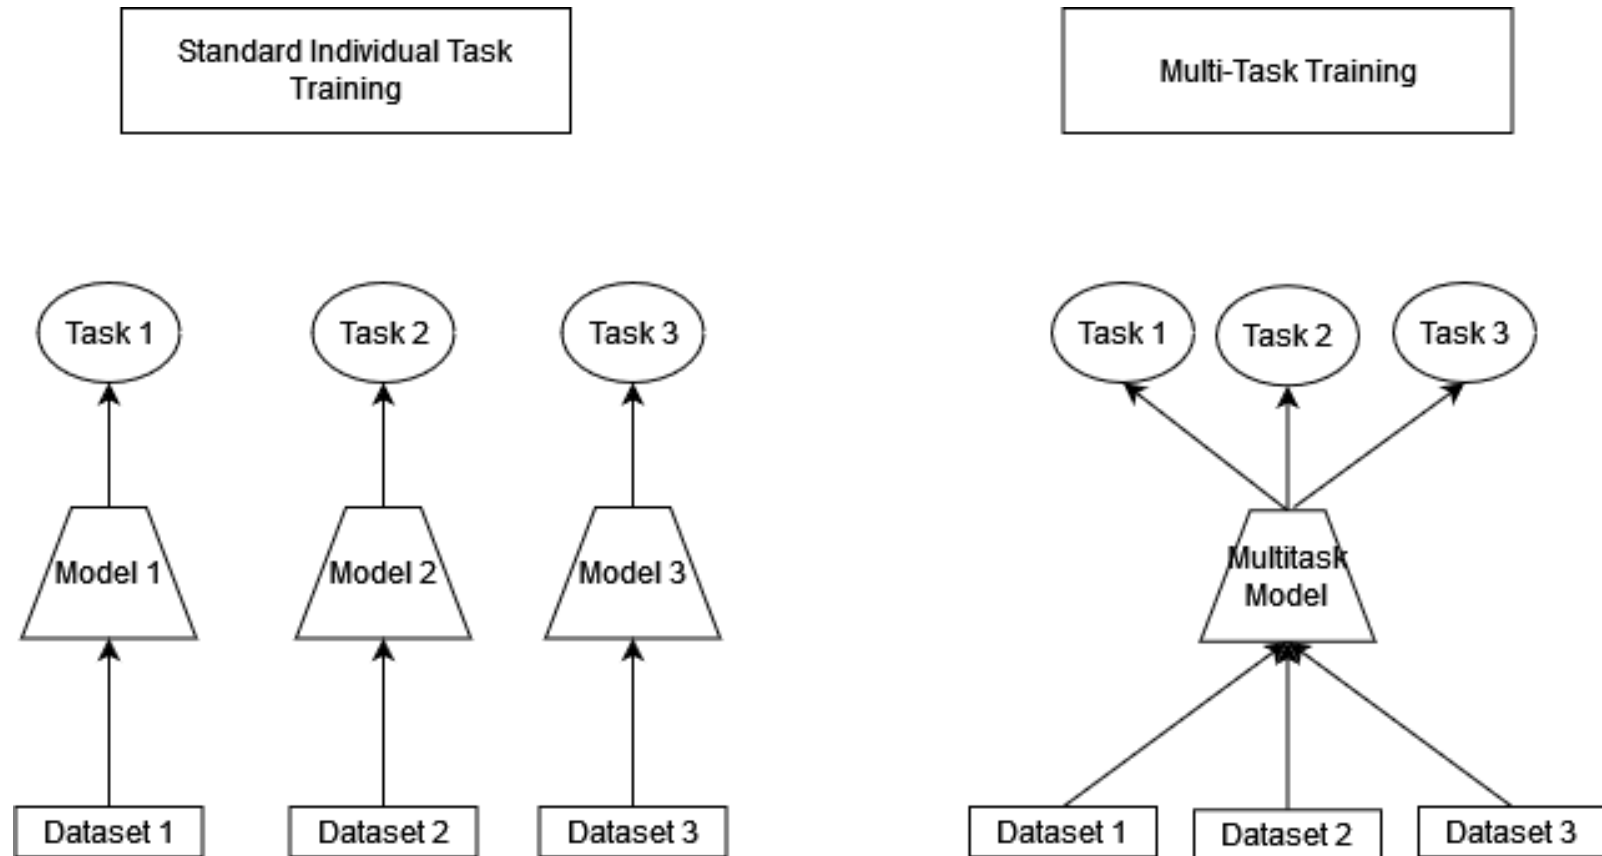 Standard Individual Task
Training
Multi-Task Training
Task 1
Task 2
Task 3
Task 1
Task 2
Task 3
Model 1
Model 2
Model 3
Multitask
Model
Dataset 1
Dataset 2
Dataset 3
Dataset 1
Dataset 2
Dataset 3